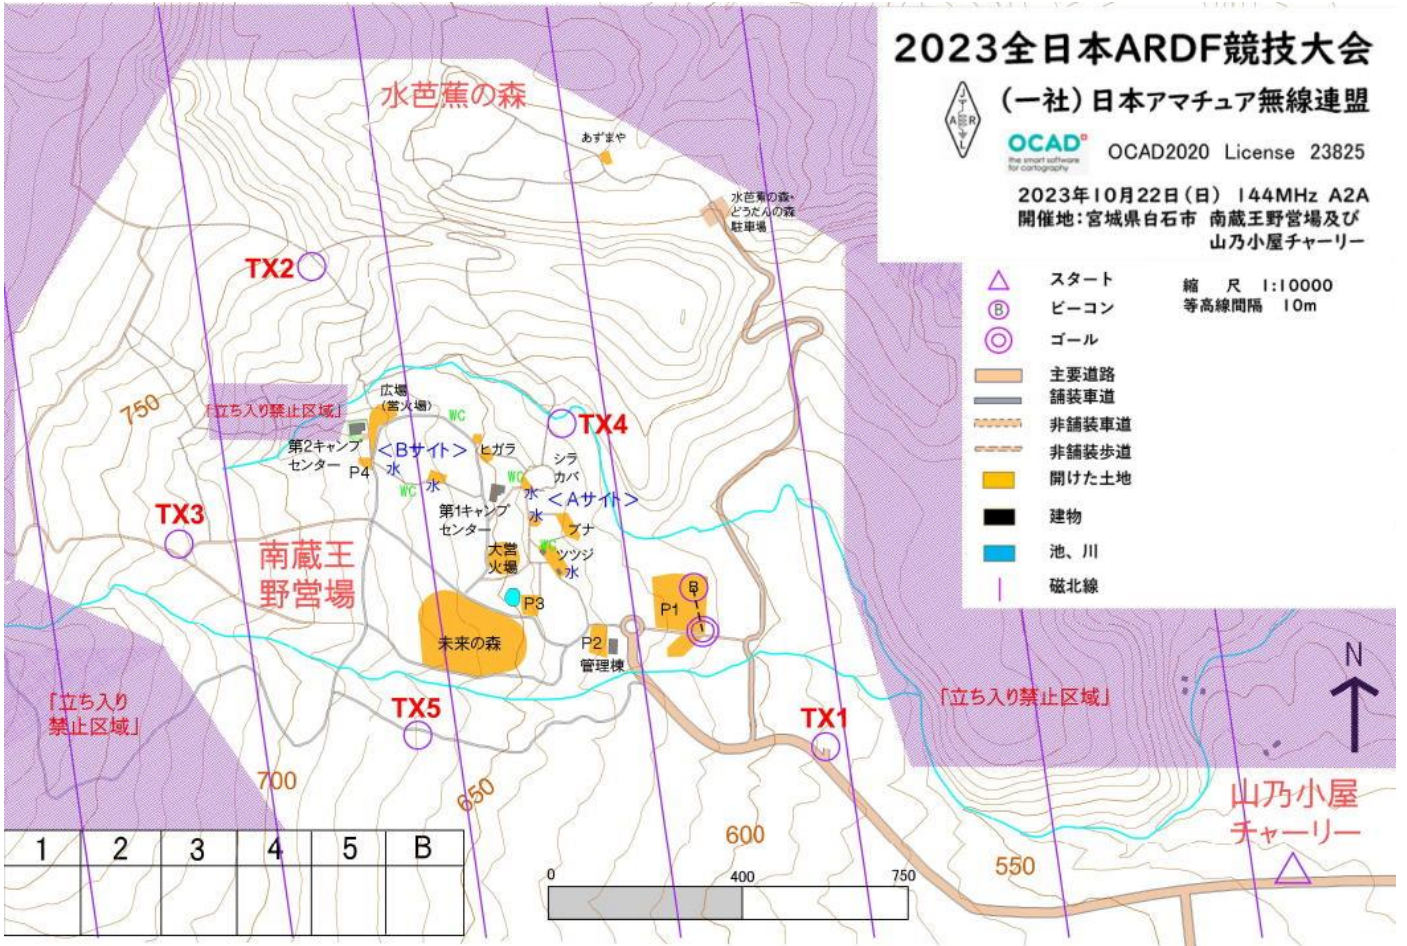 2023全日本ARDF競技大会
(一社)日本アマチュア無線連盟
J
A R
L
OCAD
the smart software
for cartography
OCAD2020 License 23825
2023年10月22日(日) 144MHz A2A
開催地:宮城県白石市 南蔵王野営場及び
山乃小屋チャーリー
スタート
縮 尺 1:10000
B
ビーコン
等高線間隔 10m
ゴール
主要道路
舗装車道
非舗装車道
非舗装歩道
開けた土地
建物
池、川
磁北線
N
水芭蕉の森
あずまや
水芭蕉の森・
どうだんの森
駐車場
TX2
750
「立ち入り禁止区域」
広場
(営火場)
WC
TX4
第2キャンプ
センター
P4
<Bサイト>
水
水
WC
ヒガラ
シラ
カバ
WC
水
<Aサイト>
第1キャンプ
センター
水
ブナ
TX3
南蔵王
野営場
大営
火場
WC
ツツジ
水
P3
P1
B
未来の森
P2
管理棟
「立ち入り
禁止区域」
TX5
TX1
「立ち入り禁止区域」
700
650
600
550
山乃小屋
チャーリー
1 2 3 4 5 B
0 400 750